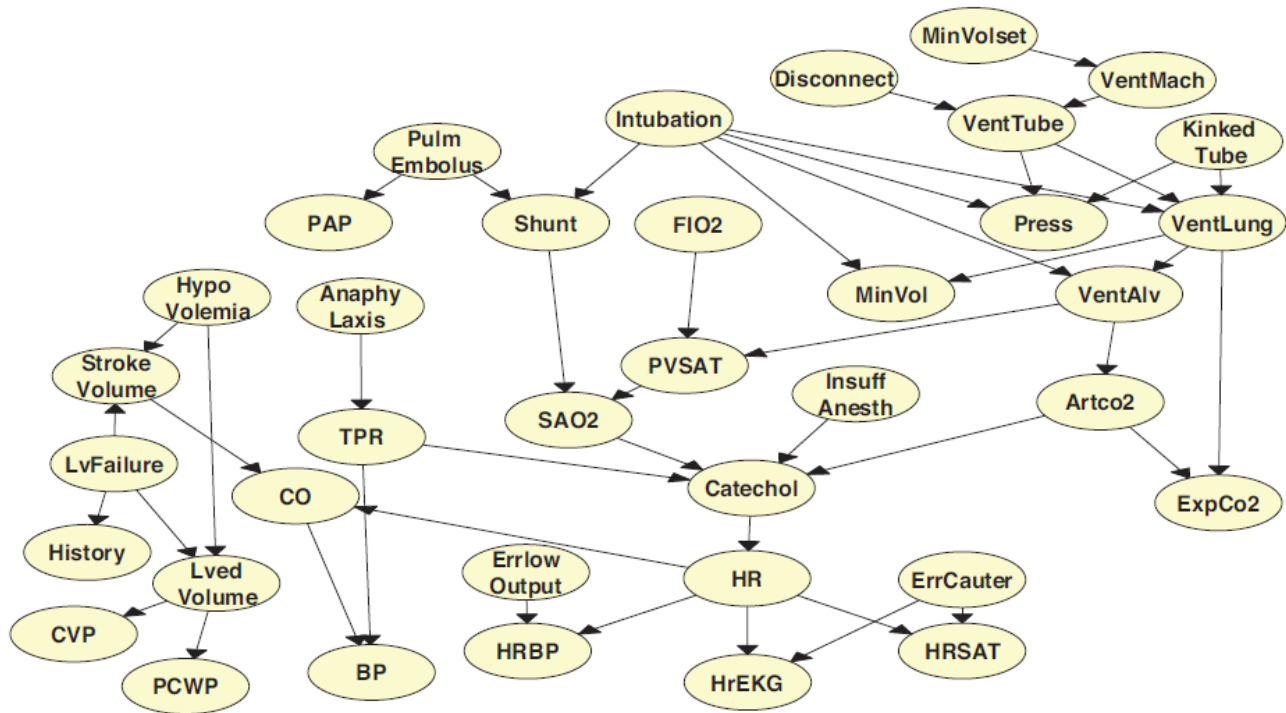 MinVolset
Disconnect
VentMach
Intubation
VentTube
Pulm
Embolus
Kinked
Tube
PAP
Shunt
FIO2
Press
VentLung
Hypo
Volemia
Anaphy
Laxis
MinVol
VentAlv
Stroke
Volume
PVSAT
Insuff
Anesth
Artco2
SAO2
TPR
LvFailure
CO
Catechol
ExpCo2
History
Lved
Volume
Errlow
Output
HR
ErrCauter
CVP
HRBP
HRSAT
PCWP
BP
HrEKG